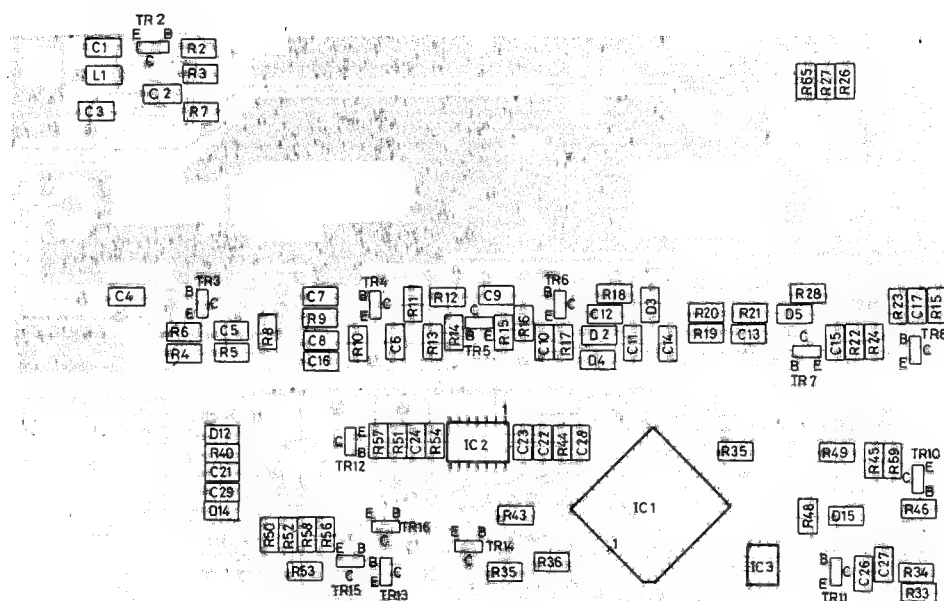 TR2
E B
C1 R2
C
L1 R3
C2
C3 R7
R65 R27 R26
TR3 TR4 TR6
C4 B C C7 B C R11 R12 C9 B C R18 D3 R28 R23 C17 R15
E R9 E R14 C R15 R16 E C12 R20 R21 D5 TR8
R6 C5 R8 C8 R10 C6 R13 B E C10 R17 D2 C11 C14 R19 C13 C C15 R22 R24 B C
R4 R5 C16 TR5 D4 B E E
TR7
1
D12 C E R57 R51 C24 R54 IC2 C23 C22 R44 C28 R35 R49 R45 R59 TR10
R40 B E
C21 TR12 C
C29 B
D14 R43 IC1 R48 D15 R46
R50 R52 R58 R56 E B
C TR16
E B E B TR14 1
R53 C B C C R35 R36 IC3 B C C26 C27 R34
TR15 E TR13 E TR11 R33